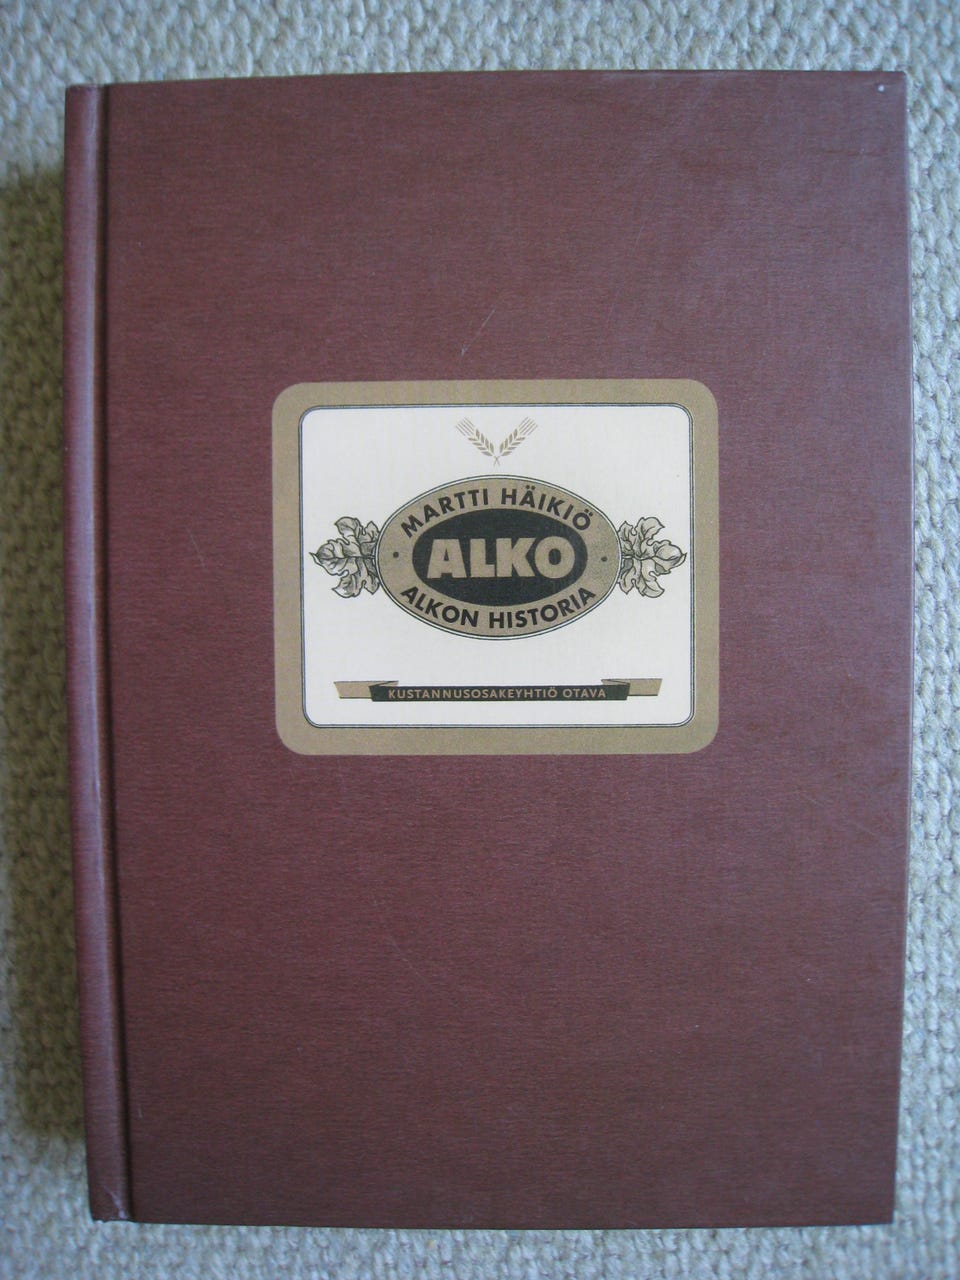 MARTTI HÄIKIÖ
ALKO
ALKON HISTORIA
KUSTANNUSOSAKEYHTIÖ OTAVA